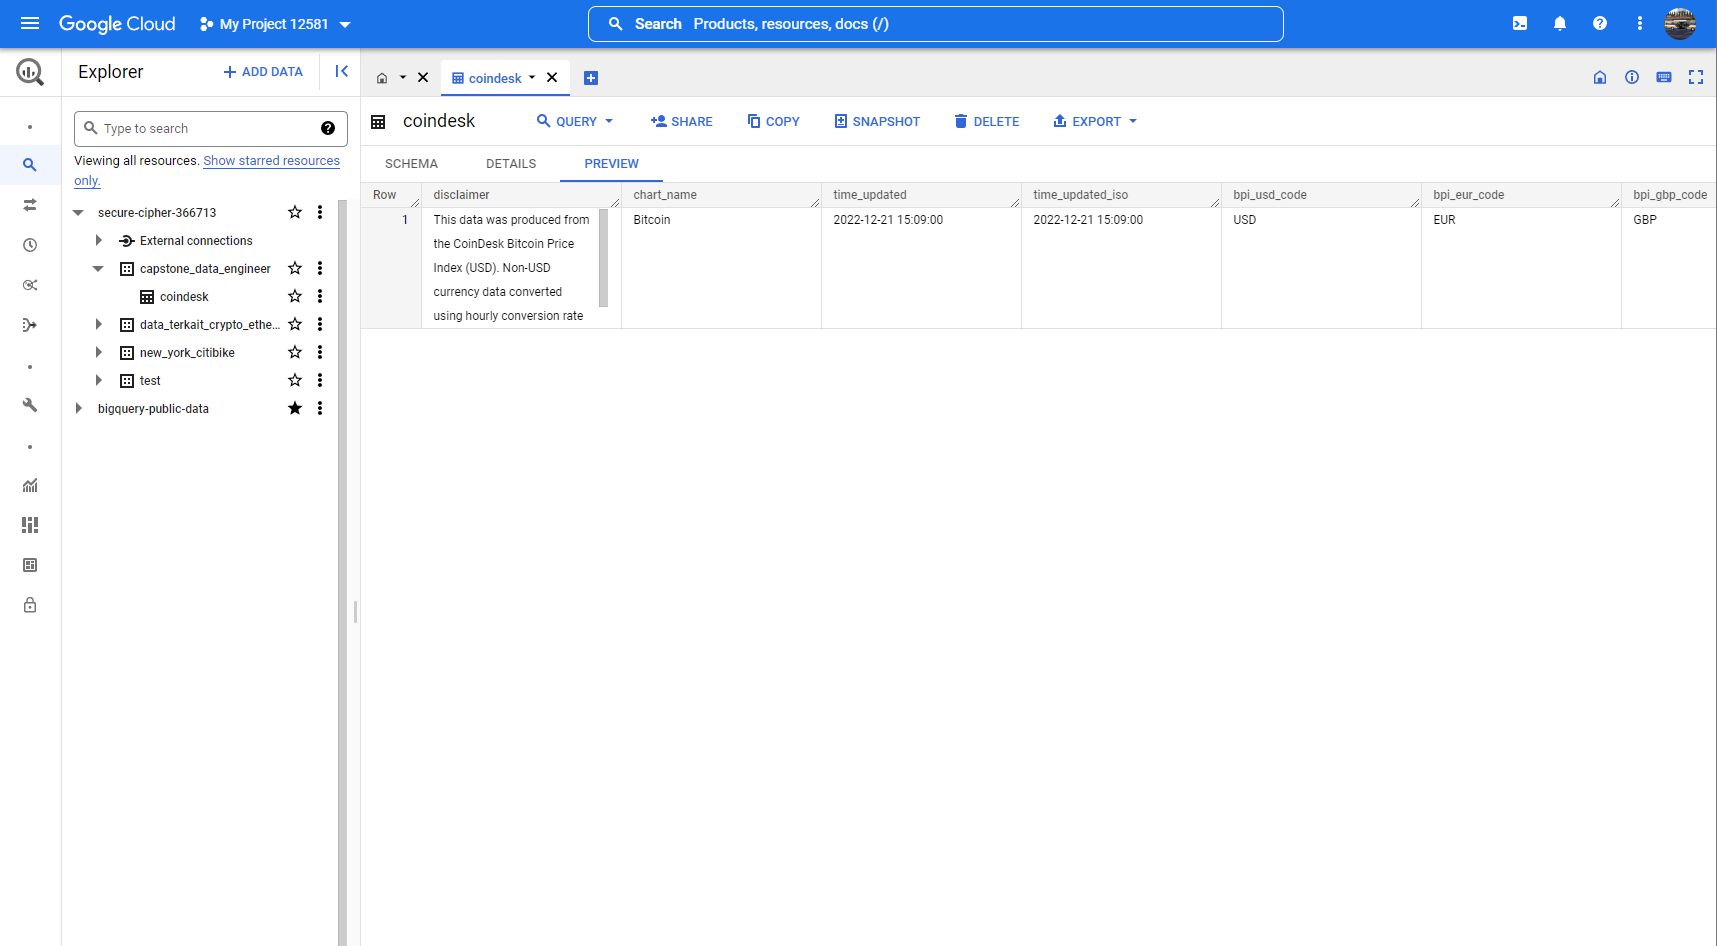 Google Cloud
My Project 12581
Search Products, resources, docs (/)
Explorer
ADD DATA
coindesk
Type to search
Viewing all resources. Show starred resources
only.
secure-cipher-366713
External connections
capstone_data_engineer
coindesk
data_terkait_crypto_ethe...
new_york_citibike
test
bigquery-public-data
coindesk
QUERY
SHARE
COPY
SNAPSHOT
DELETE
EXPORT
SCHEMA
DETAILS
PREVIEW
Row
disclaimer
chart_name
time_updated
time_updated_iso
bpi_usd_code
bpi_eur_code
bpi_gbp_code
1
This data was produced from
the CoinDesk Bitcoin Price
Index (USD). Non-USD
currency data converted
using hourly conversion rate
Bitcoin
2022-12-21 15:09:00
2022-12-21 15:09:00
USD
EUR
GBP